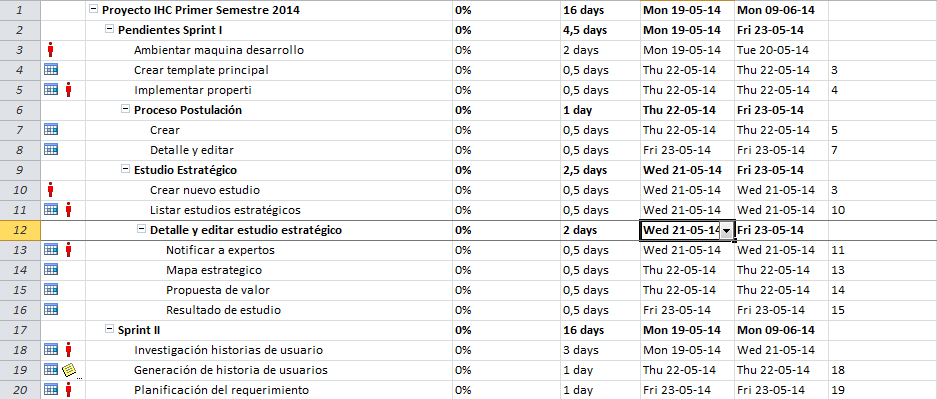 1 Proyecto IHC Primer Semestre 2014 0% 16 days Mon 19-05-14 Mon 09-06-14
2 Pendientes Sprint I 0% 4,5 days Mon 19-05-14 Fri 23-05-14
3 Ambientar maquina desarrollo 0% 2 days Mon 19-05-14 Tue 20-05-14
4 Crear template principal 0% 0,5 days Thu 22-05-14 Thu 22-05-14 3
5 Implementar properti 0% 0,5 days Thu 22-05-14 Thu 22-05-14 4
6 Proceso Postulación 0% 1 day Thu 22-05-14 Fri 23-05-14
7 Crear 0% 0,5 days Thu 22-05-14 Thu 22-05-14 5
8 Detalle y editar 0% 0,5 days Fri 23-05-14 Fri 23-05-14 7
9 Estudio Estratégico 0% 2,5 days Wed 21-05-14 Fri 23-05-14
10 Crear nuevo estudio 0% 0,5 days Wed 21-05-14 Wed 21-05-14 3
11 Listar estudios estratégicos 0% 0,5 days Wed 21-05-14 Wed 21-05-14 10
12 Detalle y editar estudio estratégico 0% 2 days Wed 21-05-14 Fri 23-05-14
13 Notificar a expertos 0% 0,5 days Wed 21-05-14 Wed 21-05-14 11
14 Mapa estrategico 0% 0,5 days Thu 22-05-14 Thu 22-05-14 13
15 Propuesta de valor 0% 0,5 days Thu 22-05-14 Thu 22-05-14 14
16 Resultado de estudio 0% 0,5 days Fri 23-05-14 Fri 23-05-14 15
17 Sprint II 0% 16 days Mon 19-05-14 Mon 09-06-14
18 Investigación historias de usuario 0% 3 days Mon 19-05-14 Wed 21-05-14
19 Generación de historia de usuarios 0% 1 day Thu 22-05-14 Thu 22-05-14 18
20 Planificación del requerimiento 0% 1 day Fri 23-05-14 Fri 23-05-14 19